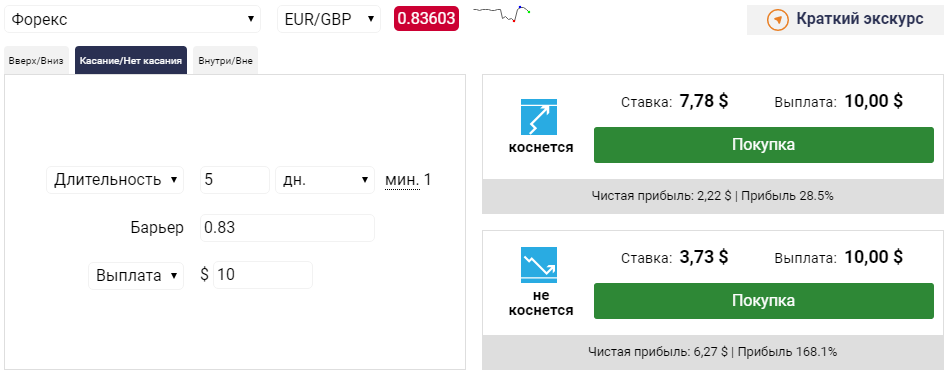 Форекс EUR/GBP 0.83603 Краткий экскурс
Вверх/Вниз Касание/Нет касания Внутри/Вне
Ставка: 7,78 $ Выплата: 10,00 $
коснется
Покупка
Чистая прибыль: 2,22 $ | Прибыль 28.5%
Длительность 5 дн. мин. 1
Барьер 0.83
Выплата $ 10
Ставка: 3,73 $ Выплата: 10,00 $
не
коснется
Покупка
Чистая прибыль: 6,27 $ | Прибыль 168.1%